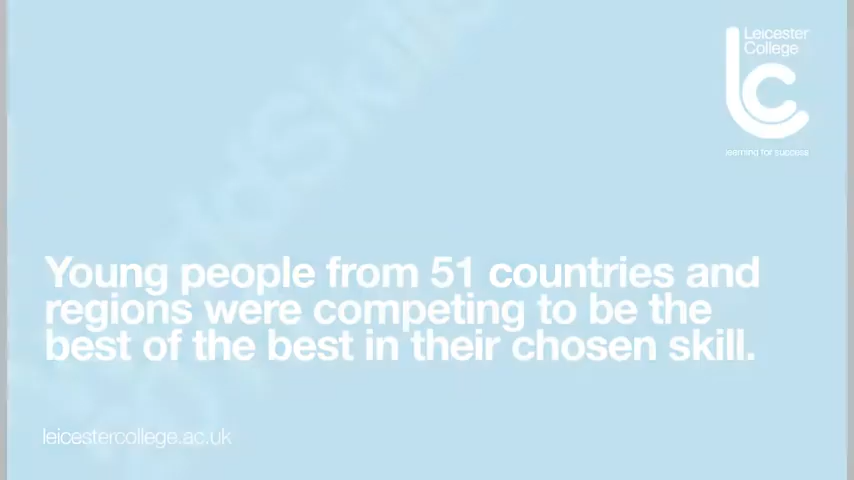 Leicester
College
learning for success
Young people from 51 countries and
regions were competing to be the
best of the best in their chosen skill.
leicestercollege.ac.uk